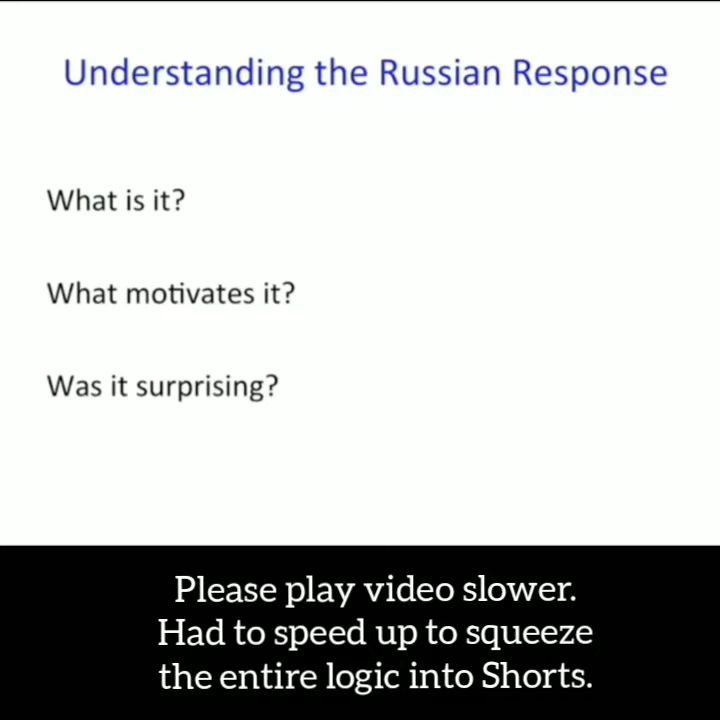 Understanding the Russian Response
What is it?
What motivates it?
Was it surprising?
Please play video slower.
Had to speed up to squeeze
the entire logic into Shorts.